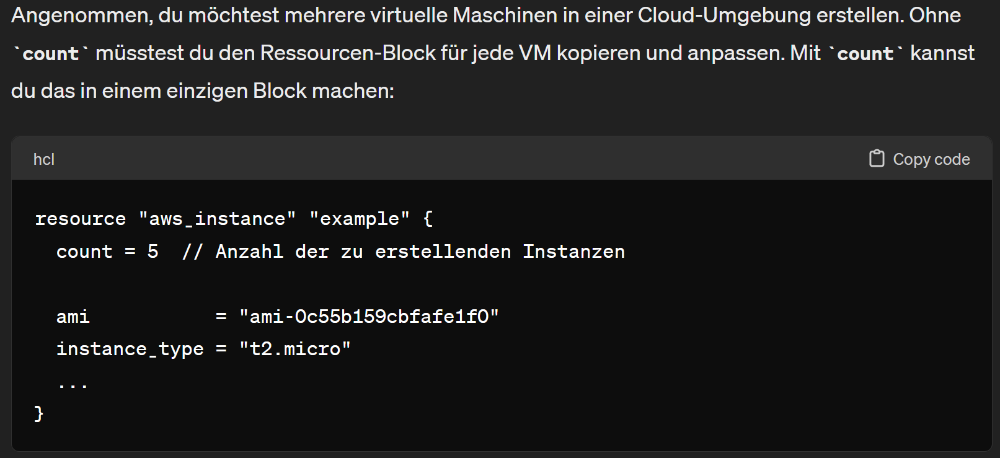 Angenommen, du möchtest mehrere virtuelle Maschinen in einer Cloud-Umgebung erstellen. Ohne
`count` müsstest du den Ressourcen-Block für jede VM kopieren und anpassen. Mit `count` kannst
du das in einem einzigen Block machen:
hcl
Copy code
resource "aws_instance" "example" {
  count = 5  // Anzahl der zu erstellenden Instanzen
  ami           = "ami-0c55b159cbfafe1f0"
  instance_type = "t2.micro"
  ...
}